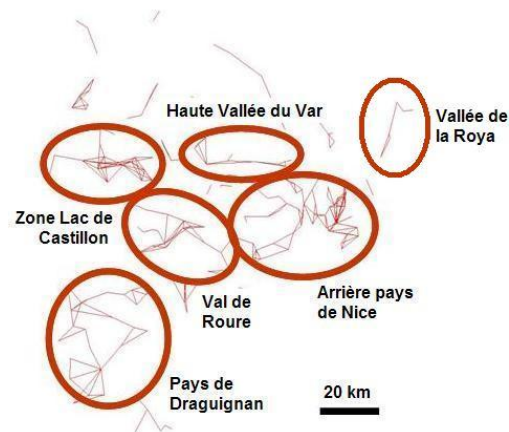 Haute Vallée du Var
Vallée de
la Roya
Zone Lac de
Castillon
Val de
Roure
Arrière pays
de Nice
Pays de
Draguignan
20 km